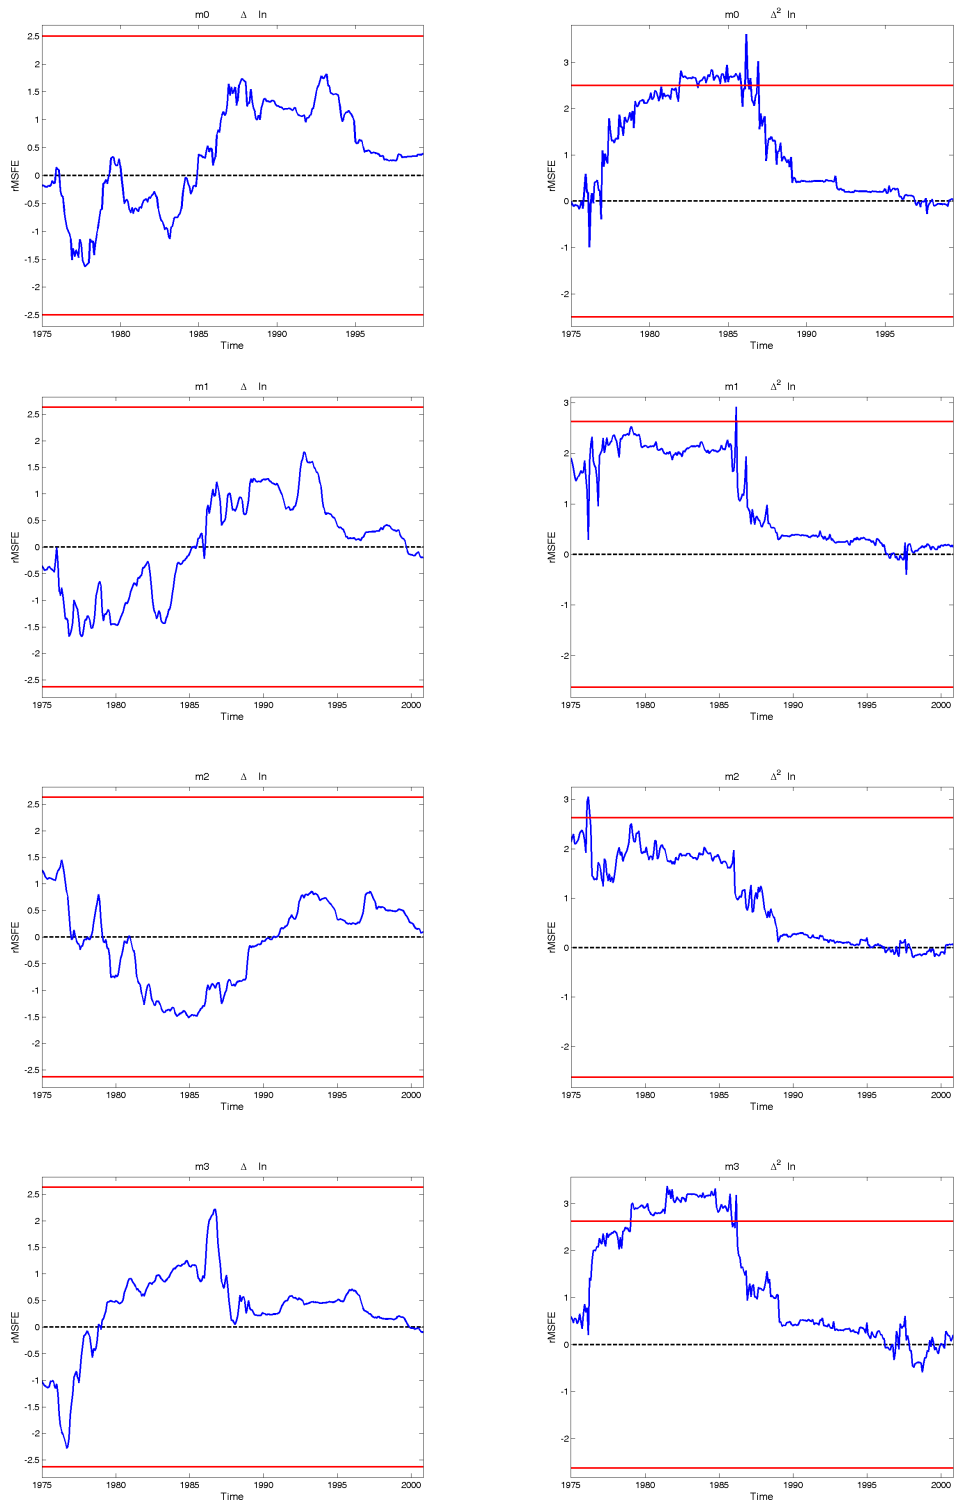 m0 Δ ln
2.5
2
1.5
1
0.5
0
-0.5
-1
-1.5
-2
-2.5
rMSFE
1975 1980 1985 1990 1995
Time
m0 Δ² ln
3
2
1
0
-1
-2
rMSFE
1975 1980 1985 1990 1995
Time
m1 Δ ln
2.5
2
1.5
1
0.5
0
-0.5
-1
-1.5
-2
-2.5
rMSFE
1975 1980 1985 1990 1995 2000
Time
m1 Δ² ln
3
2
1
0
-1
-2
rMSFE
1975 1980 1985 1990 1995 2000
Time
m2 Δ ln
2.5
2
1.5
1
0.5
0
-0.5
-1
-1.5
-2
-2.5
rMSFE
1975 1980 1985 1990 1995 2000
Time
m2 Δ² ln
3
2
1
0
-1
-2
rMSFE
1975 1980 1985 1990 1995 2000
Time
m3 Δ ln
2.5
2
1.5
1
0.5
0
-0.5
-1
-1.5
-2
-2.5
rMSFE
1975 1980 1985 1990 1995 2000
Time
m3 Δ² ln
3
2
1
0
-1
-2
rMSFE
1975 1980 1985 1990 1995 2000
Time